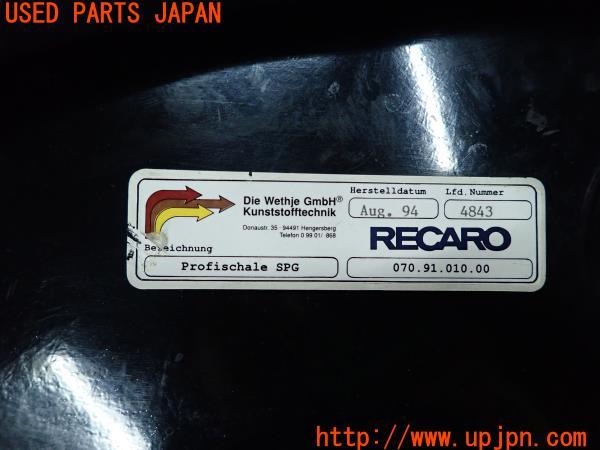 USED PARTS JAPAN
Die Wethje GmbH®
Kunststofftechnik
Donaustr. 35 · 94491 Hengersberg
Telefon 0 99 01/ 868
Herstelldatum
Lfd. Nummer
Aug. 94
4843
RECARO
Bezeichnung
Profischale SPG
070.91.010.00
UPJ
http://www.upjpn.com/